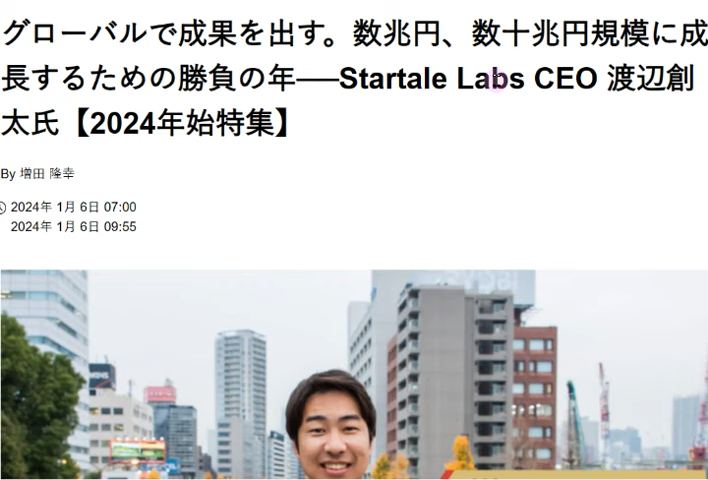 グローバルで成果を出す。数兆円、数十兆円規模に成
長するための勝負の年──Startale Labs CEO 渡辺創
太氏【2024年始特集】
By 増田 隆幸
2024年 1月 6日 07:00
2024年 1月 6日 09:55